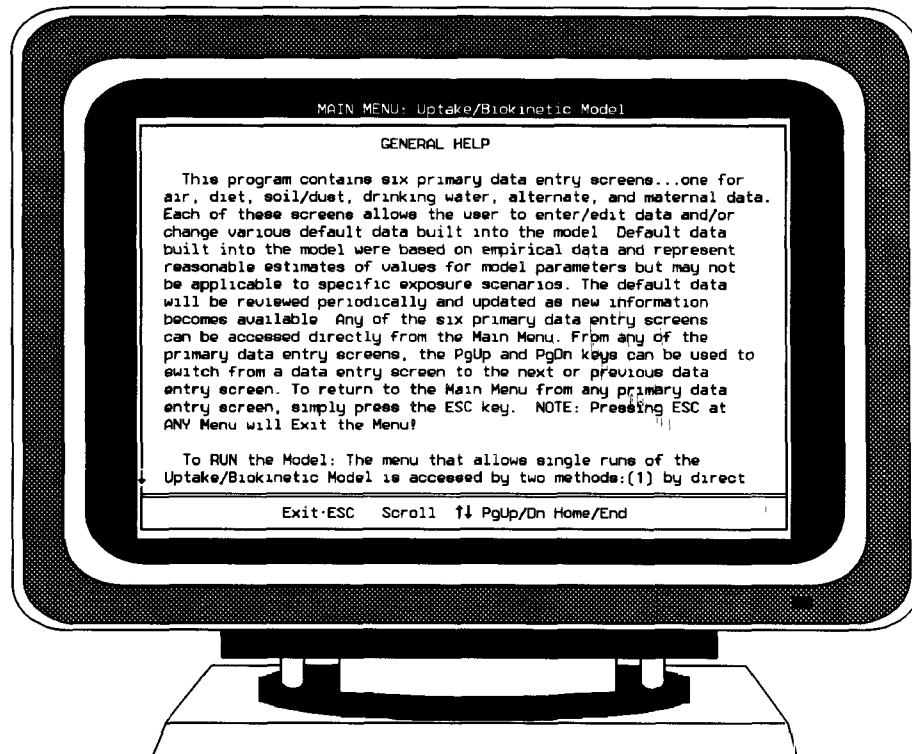 MAIN MENU: Uptake/Biokinetic Model
GENERAL HELP
This program contains six primary data entry screens...one for
air, diet, soil/dust, drinking water, alternate, and maternal data.
Each of these screens allows the user to enter/edit data and/or
change various default data built into the model Default data
built into the model were based on empirical data and represent
reasonable estimates of values for model parameters but may not
be applicable to specific exposure scenarios. The default data
will be reviewed periodically and updated as new information
becomes available Any of the six primary data entry screens
can be accessed directly from the Main Menu. From any of the
primary data entry screens, the PgUp and PgDn keys can be used to
switch from a data entry screen to the next or previous data
entry screen. To return to the Main Menu from any primary data
entry screen, simply press the ESC key. NOTE: Pressing ESC at
ANY Menu will Exit the Menu!
To RUN the Model: The menu that allows single runs of the
↓ Uptake/Biokinetic Model is accessed by two methods:(1) by direct
Exit·ESC Scroll ↑↓ PgUp/Dn Home/End